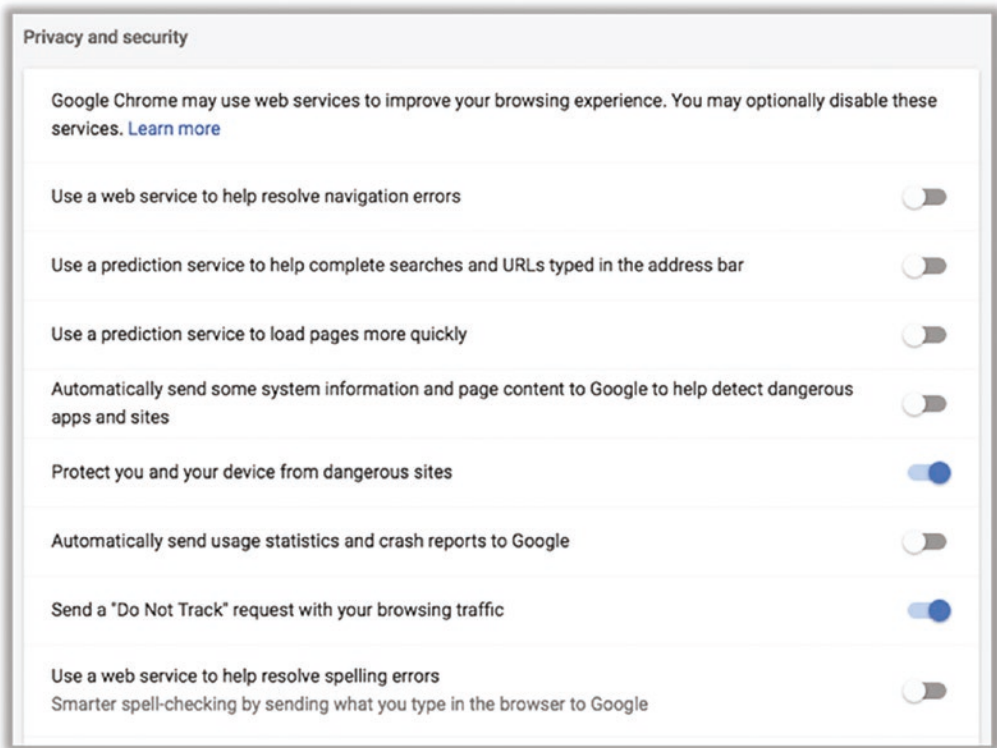 Privacy and security
Google Chrome may use web services to improve your browsing experience. You may optionally disable these
services. Learn more
Use a web service to help resolve navigation errors
Use a prediction service to help complete searches and URLs typed in the address bar
Use a prediction service to load pages more quickly
Automatically send some system information and page content to Google to help detect dangerous
apps and sites
Protect you and your device from dangerous sites
Automatically send usage statistics and crash reports to Google
Send a "Do Not Track" request with your browsing traffic
Use a web service to help resolve spelling errors
Smarter spell-checking by sending what you type in the browser to Google